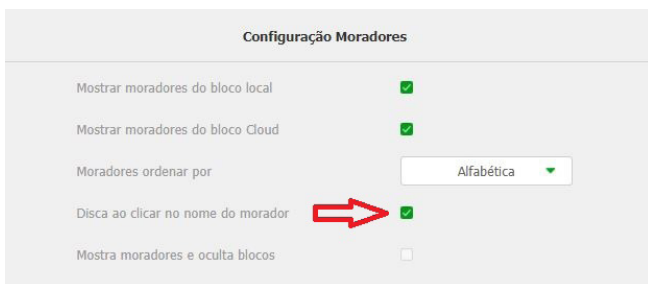 Configuração Moradores
Mostrar moradores do bloco local
Mostrar moradores do bloco Cloud
Moradores ordenar por Alfabética
Disca ao clicar no nome do morador
Mostra moradores e oculta blocos